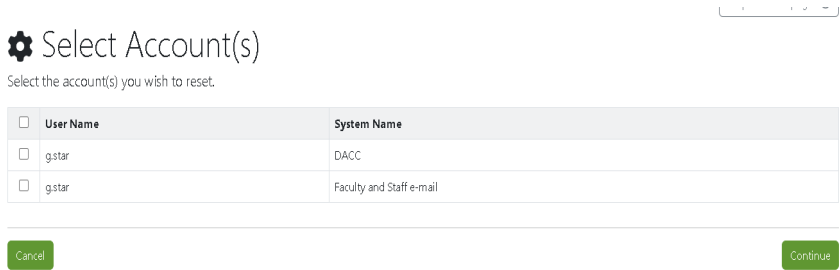 Select Account(s)
Select the account(s) you wish to reset.
User Name System Name
g.star DACC
g.star Faculty and Staff e-mail
Cancel Continue